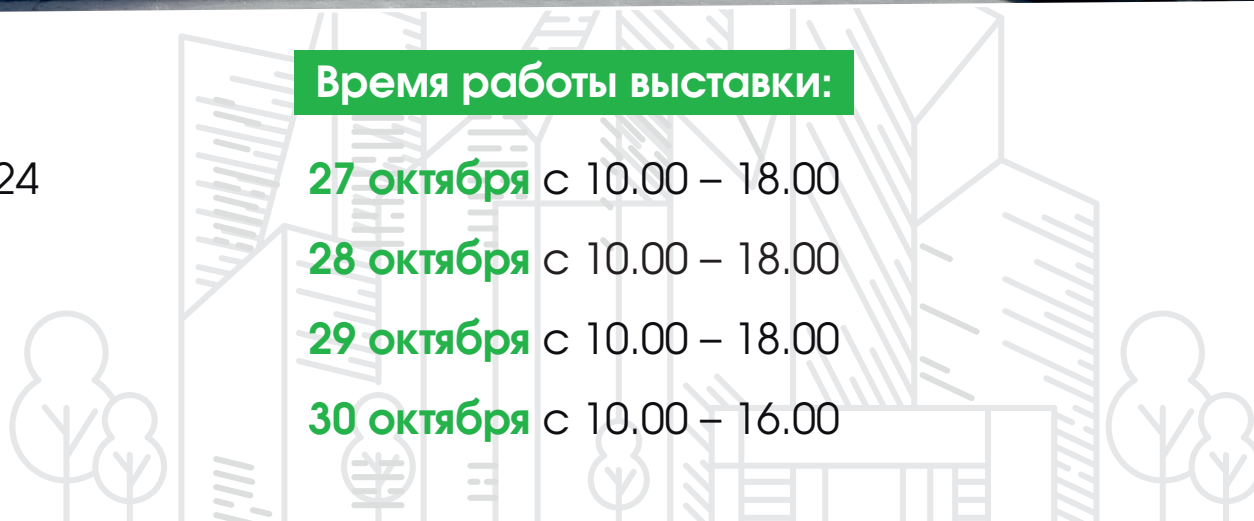 Время работы выставки:
24
27 октября с 10.00 – 18.00
28 октября с 10.00 – 18.00
29 октября с 10.00 – 18.00
30 октября с 10.00 – 16.00